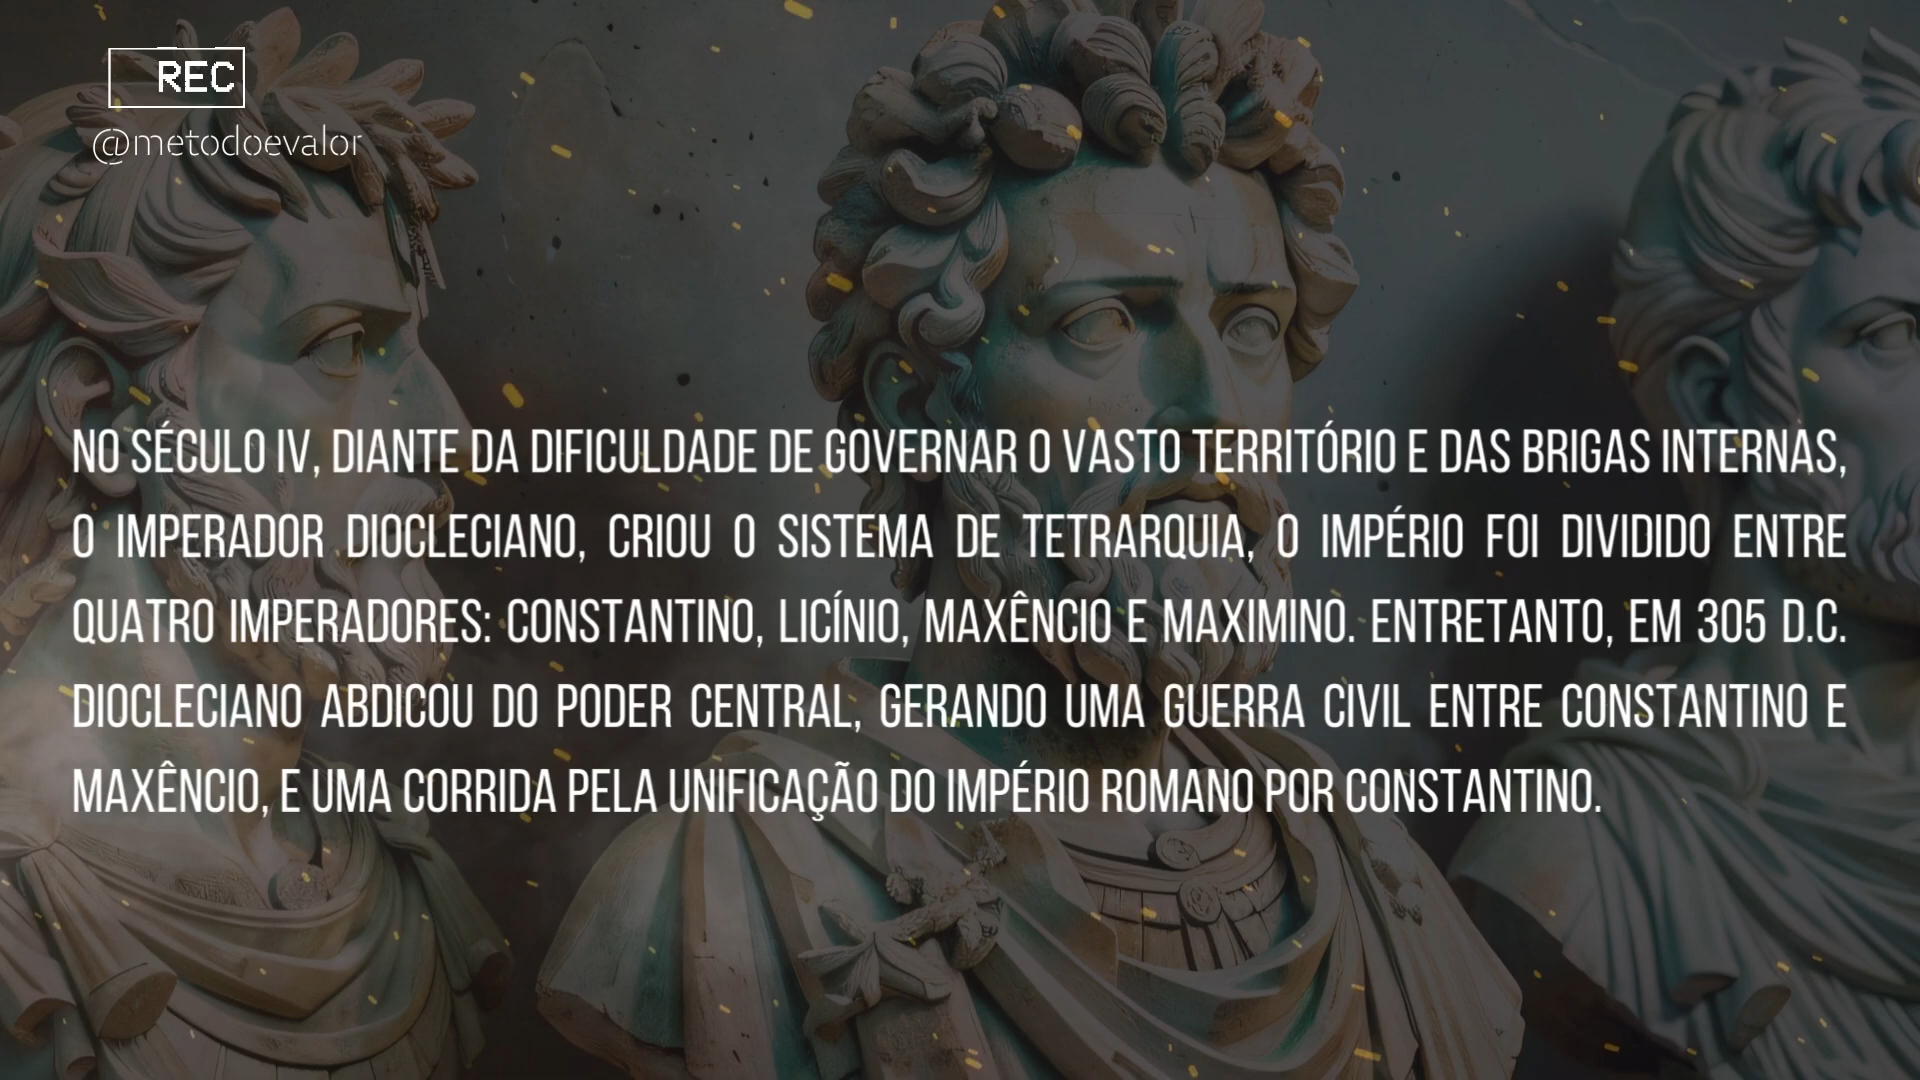 REC
@metodoevalor
NO SÉCULO IV, DIANTE DA DIFICULDADE DE GOVERNAR O VASTO TERRITÓRIO E DAS BRIGAS INTERNAS,
O IMPERADOR DIOCLECIANO, CRIOU O SISTEMA DE TETRARQUIA, O IMPÉRIO FOI DIVIDIDO ENTRE
QUATRO IMPERADORES: CONSTANTINO, LICÍNIO, MAXÊNCIO E MAXIMINO. ENTRETANTO, EM 305 D.C.
DIOCLECIANO ABDICOU DO PODER CENTRAL, GERANDO UMA GUERRA CIVIL ENTRE CONSTANTINO E
MAXÊNCIO, E UMA CORRIDA PELA UNIFICAÇÃO DO IMPÉRIO ROMANO POR CONSTANTINO.